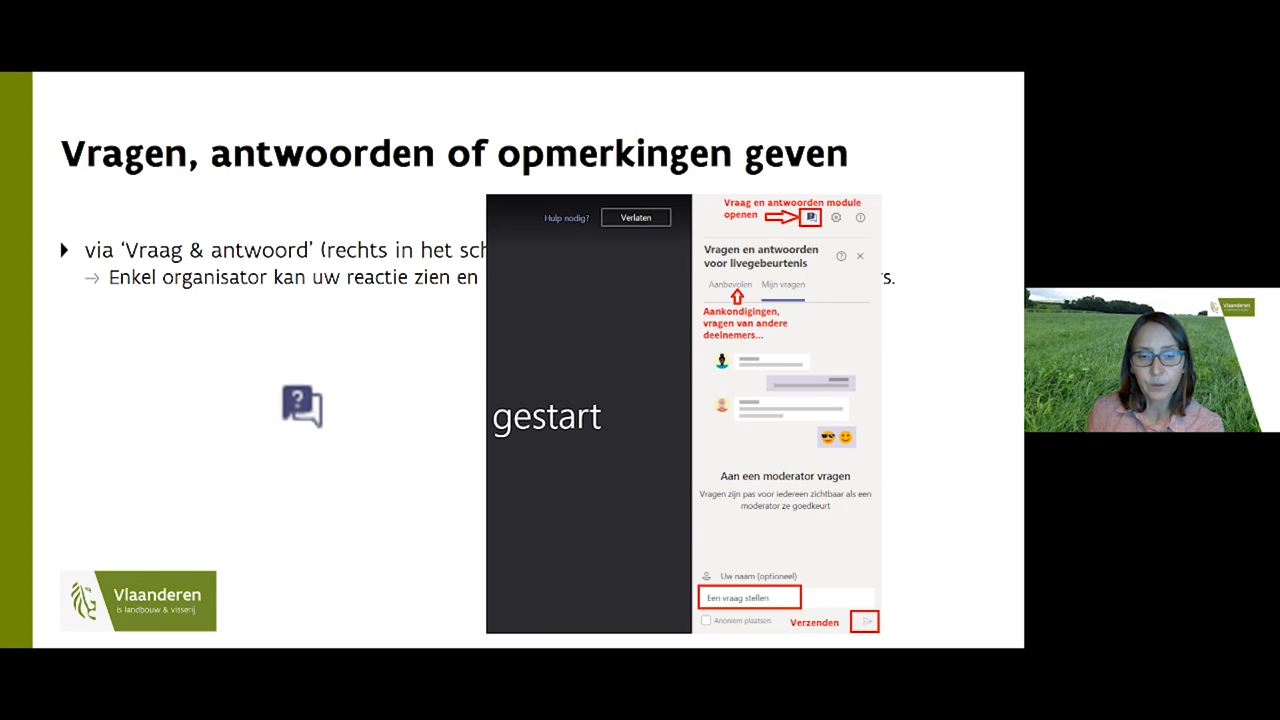 Vragen, antwoorden of opmerkingen geven
via ‘Vraag & antwoord’ (rechts in het sch
→ Enkel organisator kan uw reactie zien en
s.
Hulp nodig?
Verlaten
gestart
Vraag en antwoorden module
openen
Vragen en antwoorden
voor livegebeurtenis
Aanbevolen
Mijn vragen
Aankondigingen,
vragen van andere
deelnemers...
Aan een moderator vragen
Vragen zijn pas voor iedereen zichtbaar als een
moderator ze goedkeurt
Uw naam (optioneel)
Een vraag stellen
Anoniem plaatsen
Verzenden
Vlaanderen
is landbouw & visserij
Vlaanderen